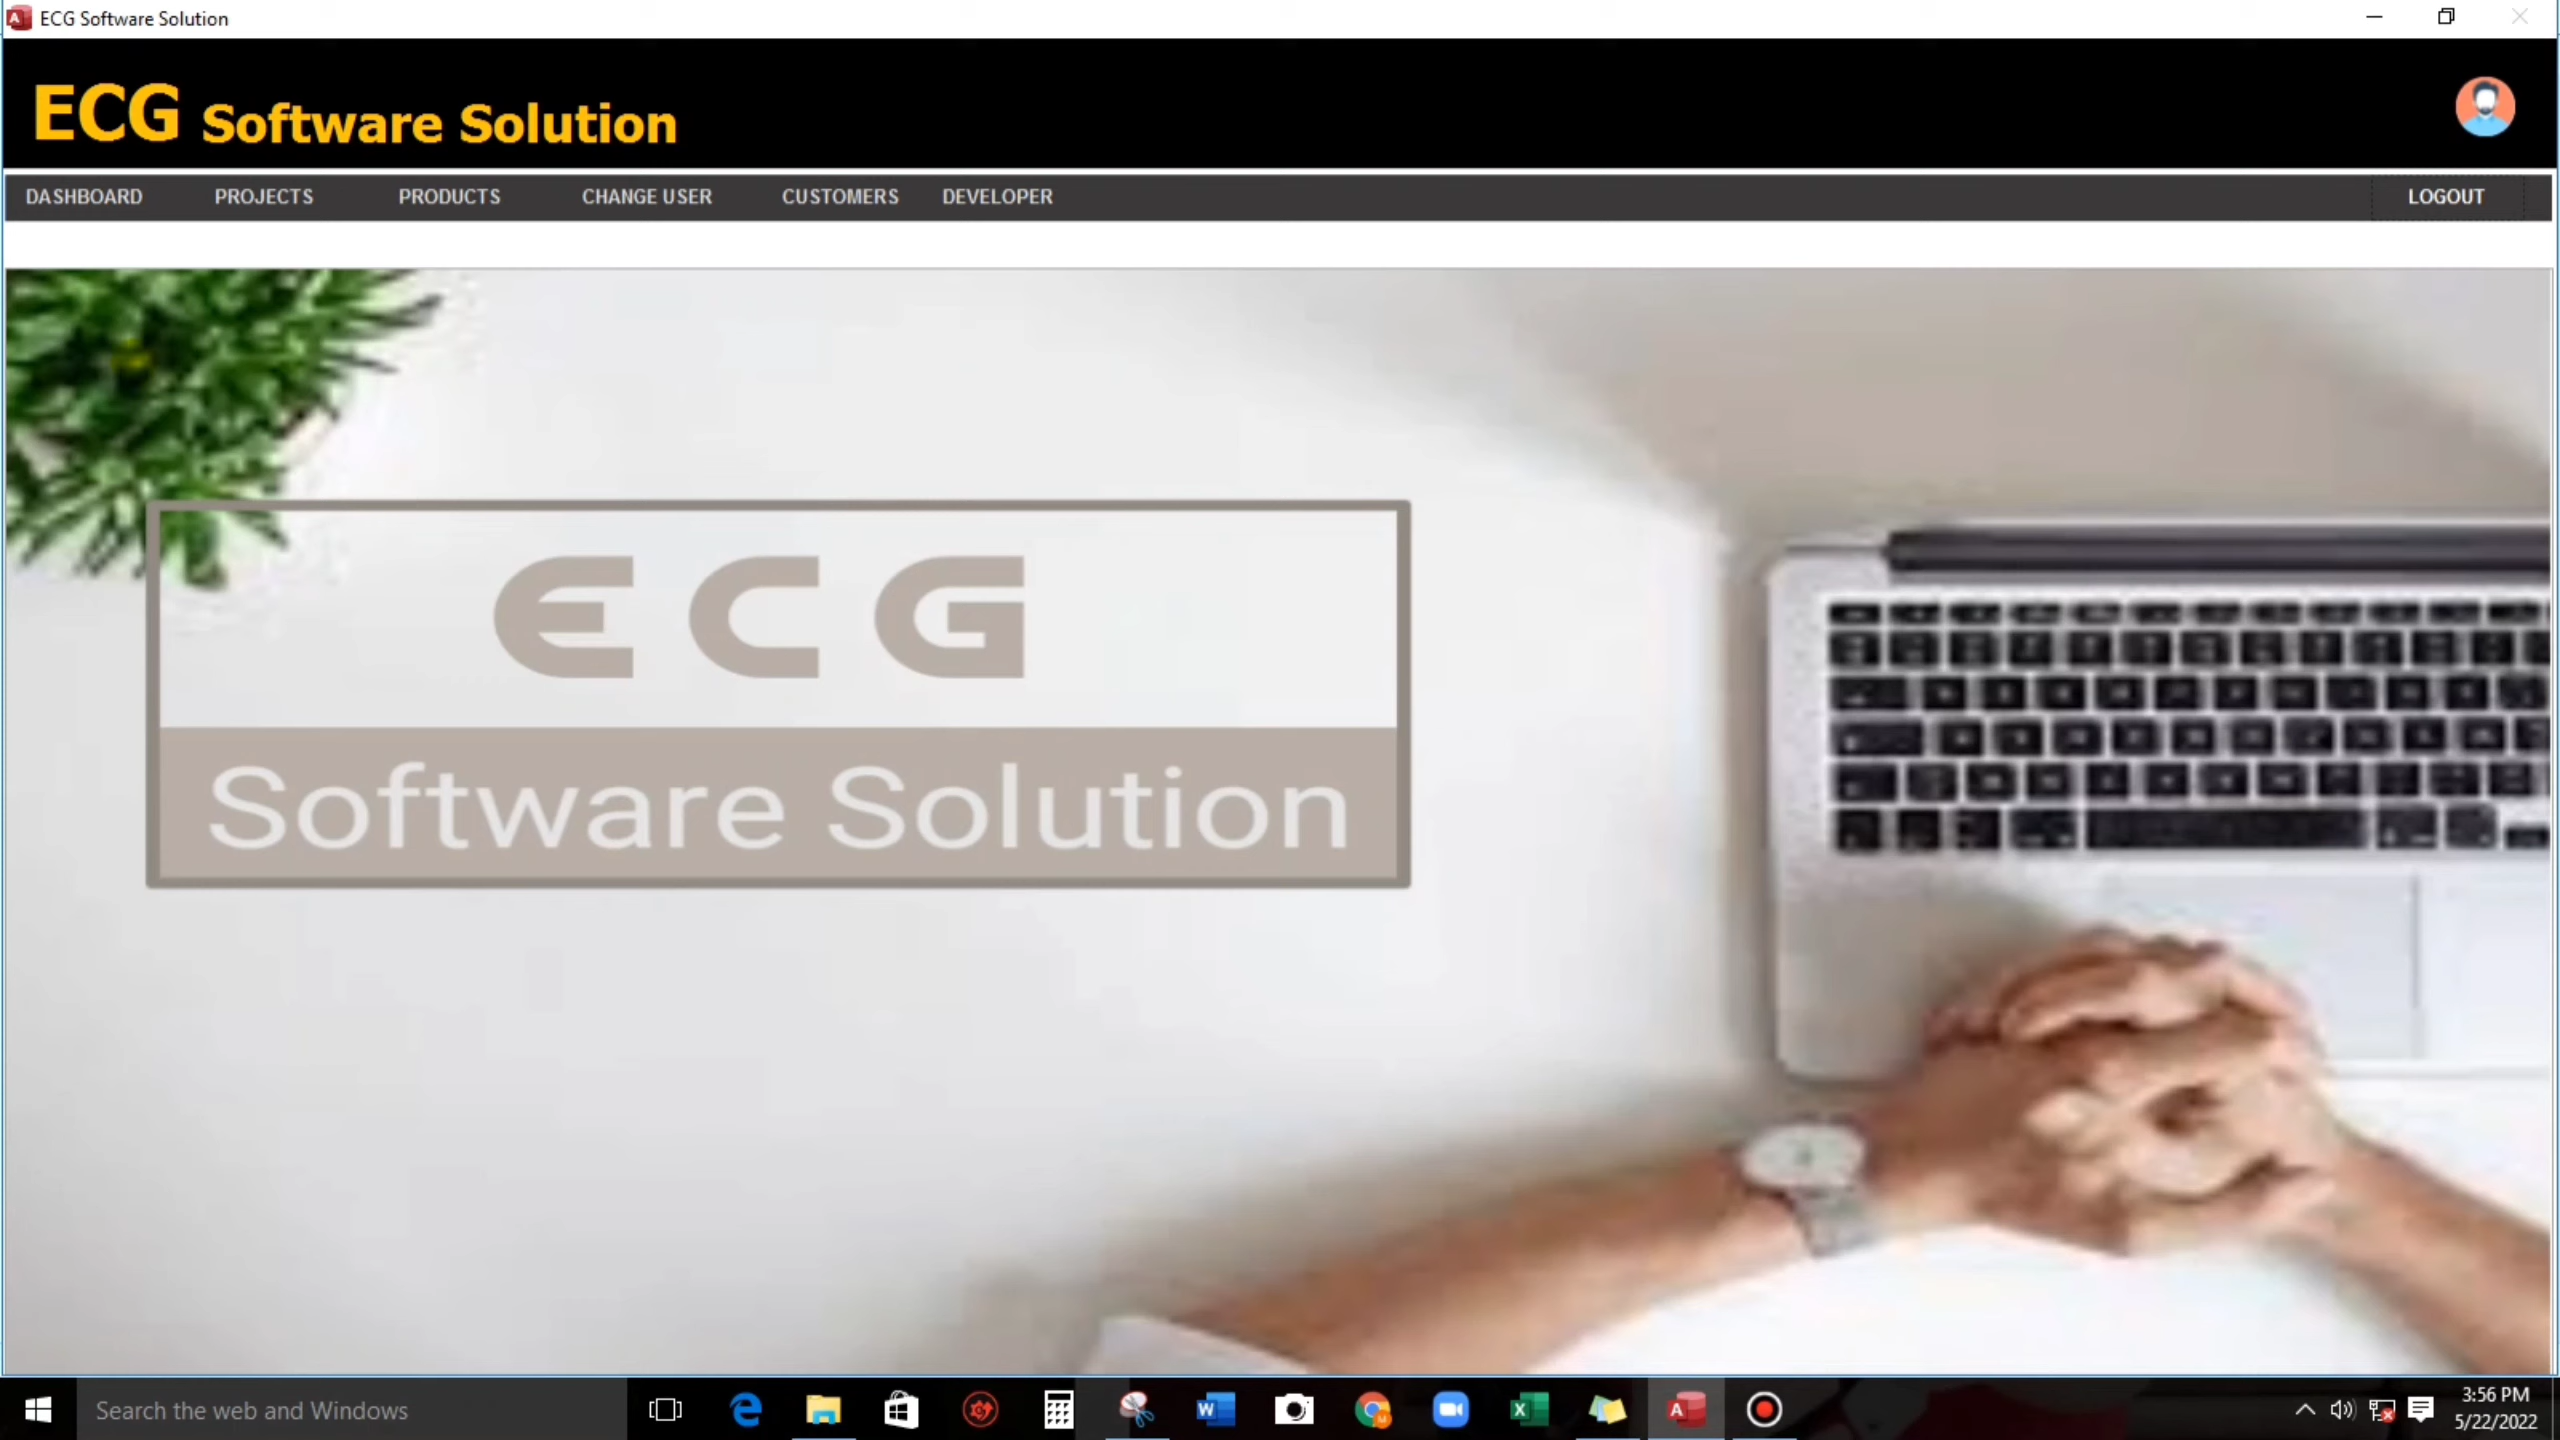 ECG Software Solution
ECG Software Solution
DASHBOARD PROJECTS PRODUCTS CHANGE USER CUSTOMERS DEVELOPER LOGOUT
ECG
Software Solution
Search the web and Windows
3:56 PM
5/22/2022